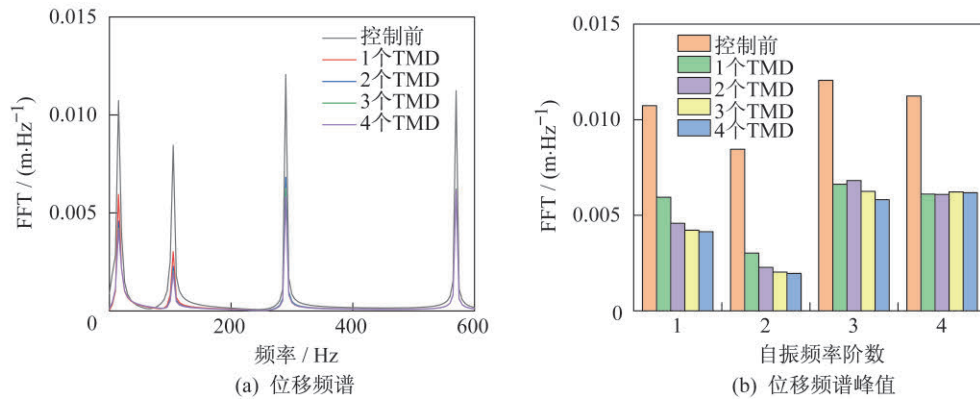 0.015
0.010
0.005
0
FFT / (m·Hz⁻¹)
控制前
1个TMD
2个TMD
3个TMD
4个TMD
200
400
600
频率 / Hz
(a) 位移频谱
0.015
0.010
0.005
0
FFT / (m·Hz⁻¹)
控制前
1个TMD
2个TMD
3个TMD
4个TMD
1
2
3
4
自振频率阶数
(b) 位移频谱峰值